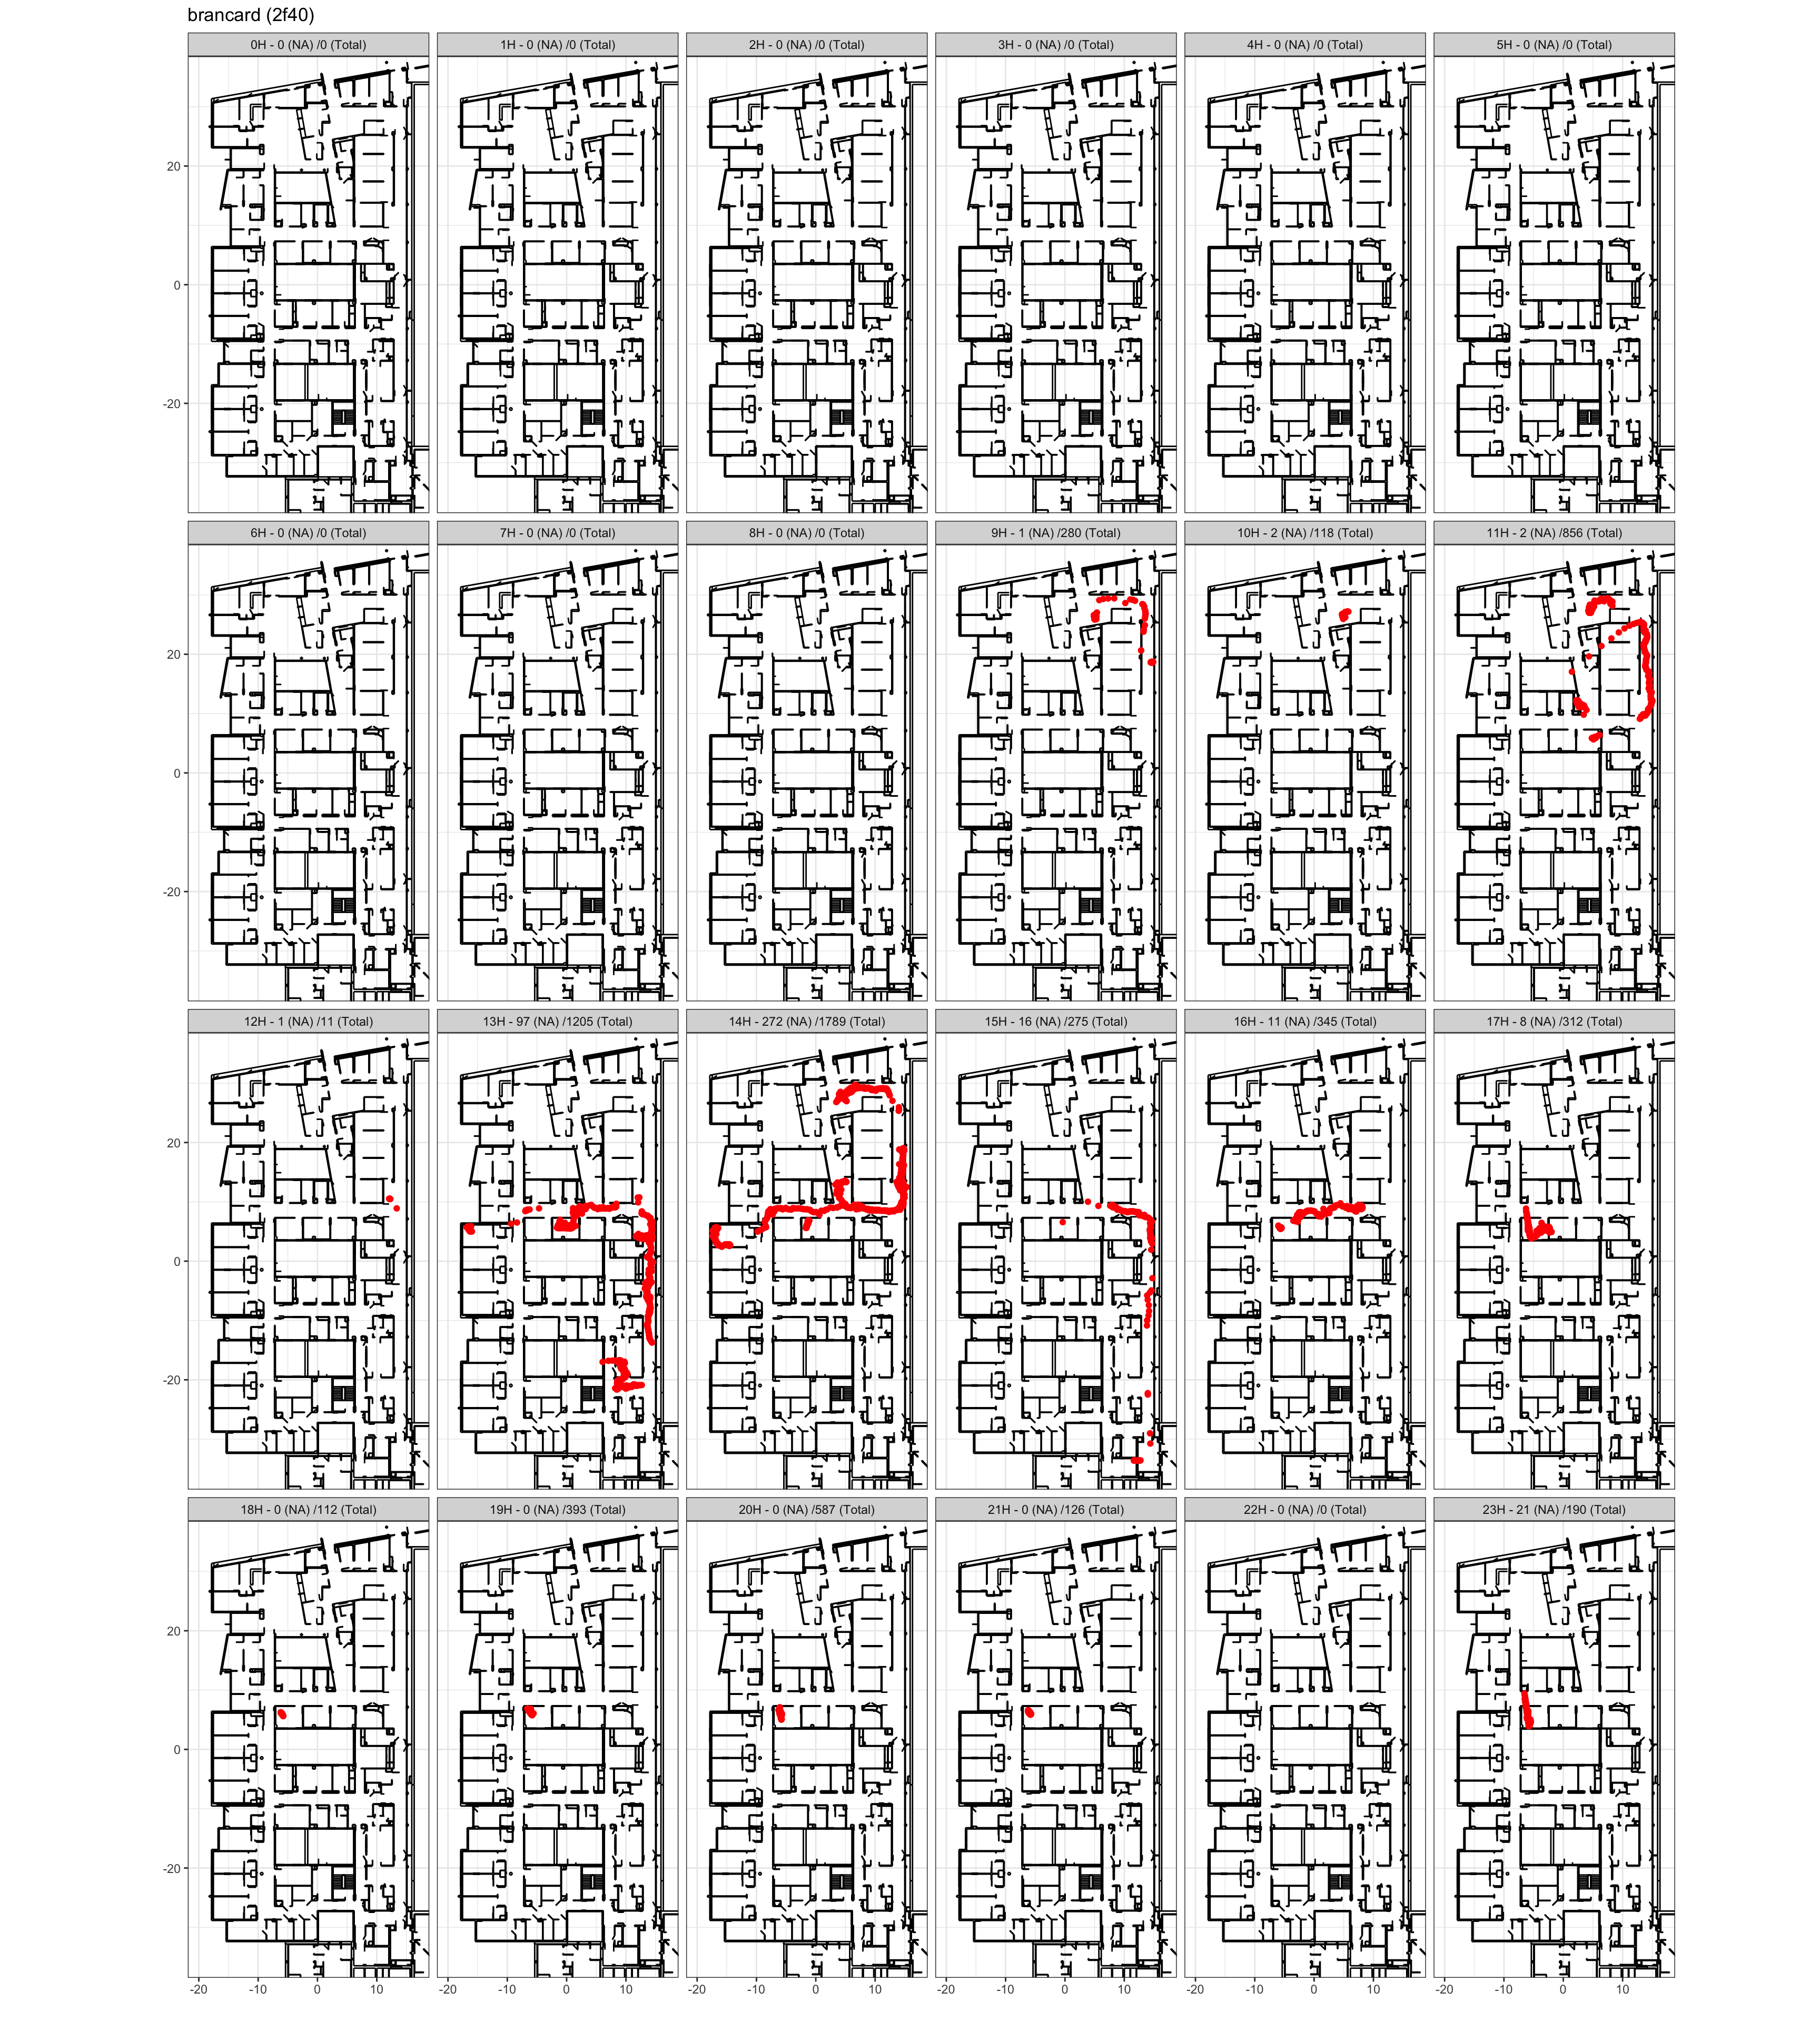 brancard (2f40)
0H - 0 (NA) /0 (Total) 1H - 0 (NA) /0 (Total) 2H - 0 (NA) /0 (Total) 3H - 0 (NA) /0 (Total) 4H - 0 (NA) /0 (Total) 5H - 0 (NA) /0 (Total)
20
0
-20
6H - 0 (NA) /0 (Total) 7H - 0 (NA) /0 (Total) 8H - 0 (NA) /0 (Total) 9H - 1 (NA) /280 (Total) 10H - 2 (NA) /118 (Total) 11H - 2 (NA) /856 (Total)
20
0
-20
12H - 1 (NA) /11 (Total) 13H - 97 (NA) /1205 (Total) 14H - 272 (NA) /1789 (Total) 15H - 16 (NA) /275 (Total) 16H - 11 (NA) /345 (Total) 17H - 8 (NA) /312 (Total)
20
0
-20
18H - 0 (NA) /112 (Total) 19H - 0 (NA) /393 (Total) 20H - 0 (NA) /587 (Total) 21H - 0 (NA) /126 (Total) 22H - 0 (NA) /0 (Total) 23H - 21 (NA) /190 (Total)
20
0
-20
-20 -10 0 10 -20 -10 0 10 -20 -10 0 10 -20 -10 0 10 -20 -10 0 10 -20 -10 0 10